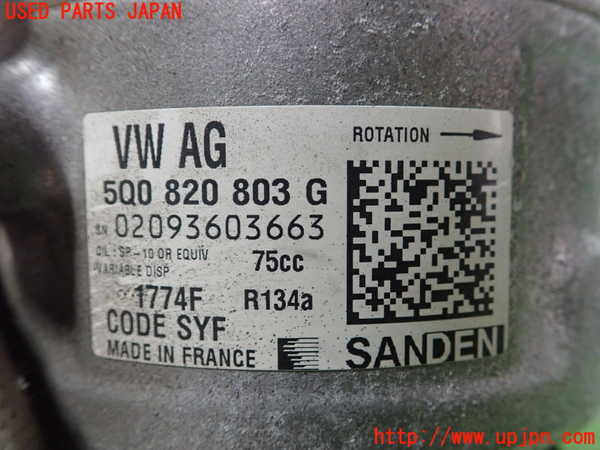 USED PARTS JAPAN
VW AG
ROTATION
5Q0 820 803 G
SN 02093603663
OIL : SP-10 OR EQUIV
75cc
VARIABLE DISP
1774F R134a
CODE SYF
MADE IN FRANCE
SANDEN
http://www.upjpn.com